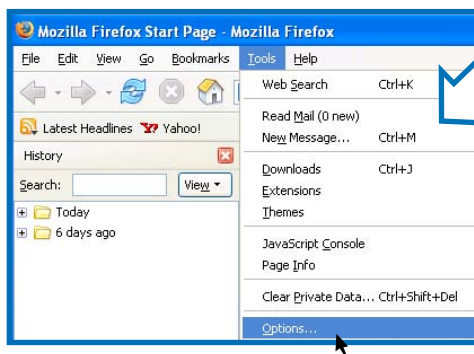 Mozilla Firefox Start Page - Mozilla Firefox
File Edit View Go Bookmarks Tools Help
Web Search Ctrl+K
Read Mail (0 new)
New Message... Ctrl+M
Latest Headlines Yahoo!
History
Search: View
Downloads Ctrl+J
Extensions
Themes
Today
6 days ago
JavaScript Console
Page Info
Clear Private Data... Ctrl+Shift+Del
Options...